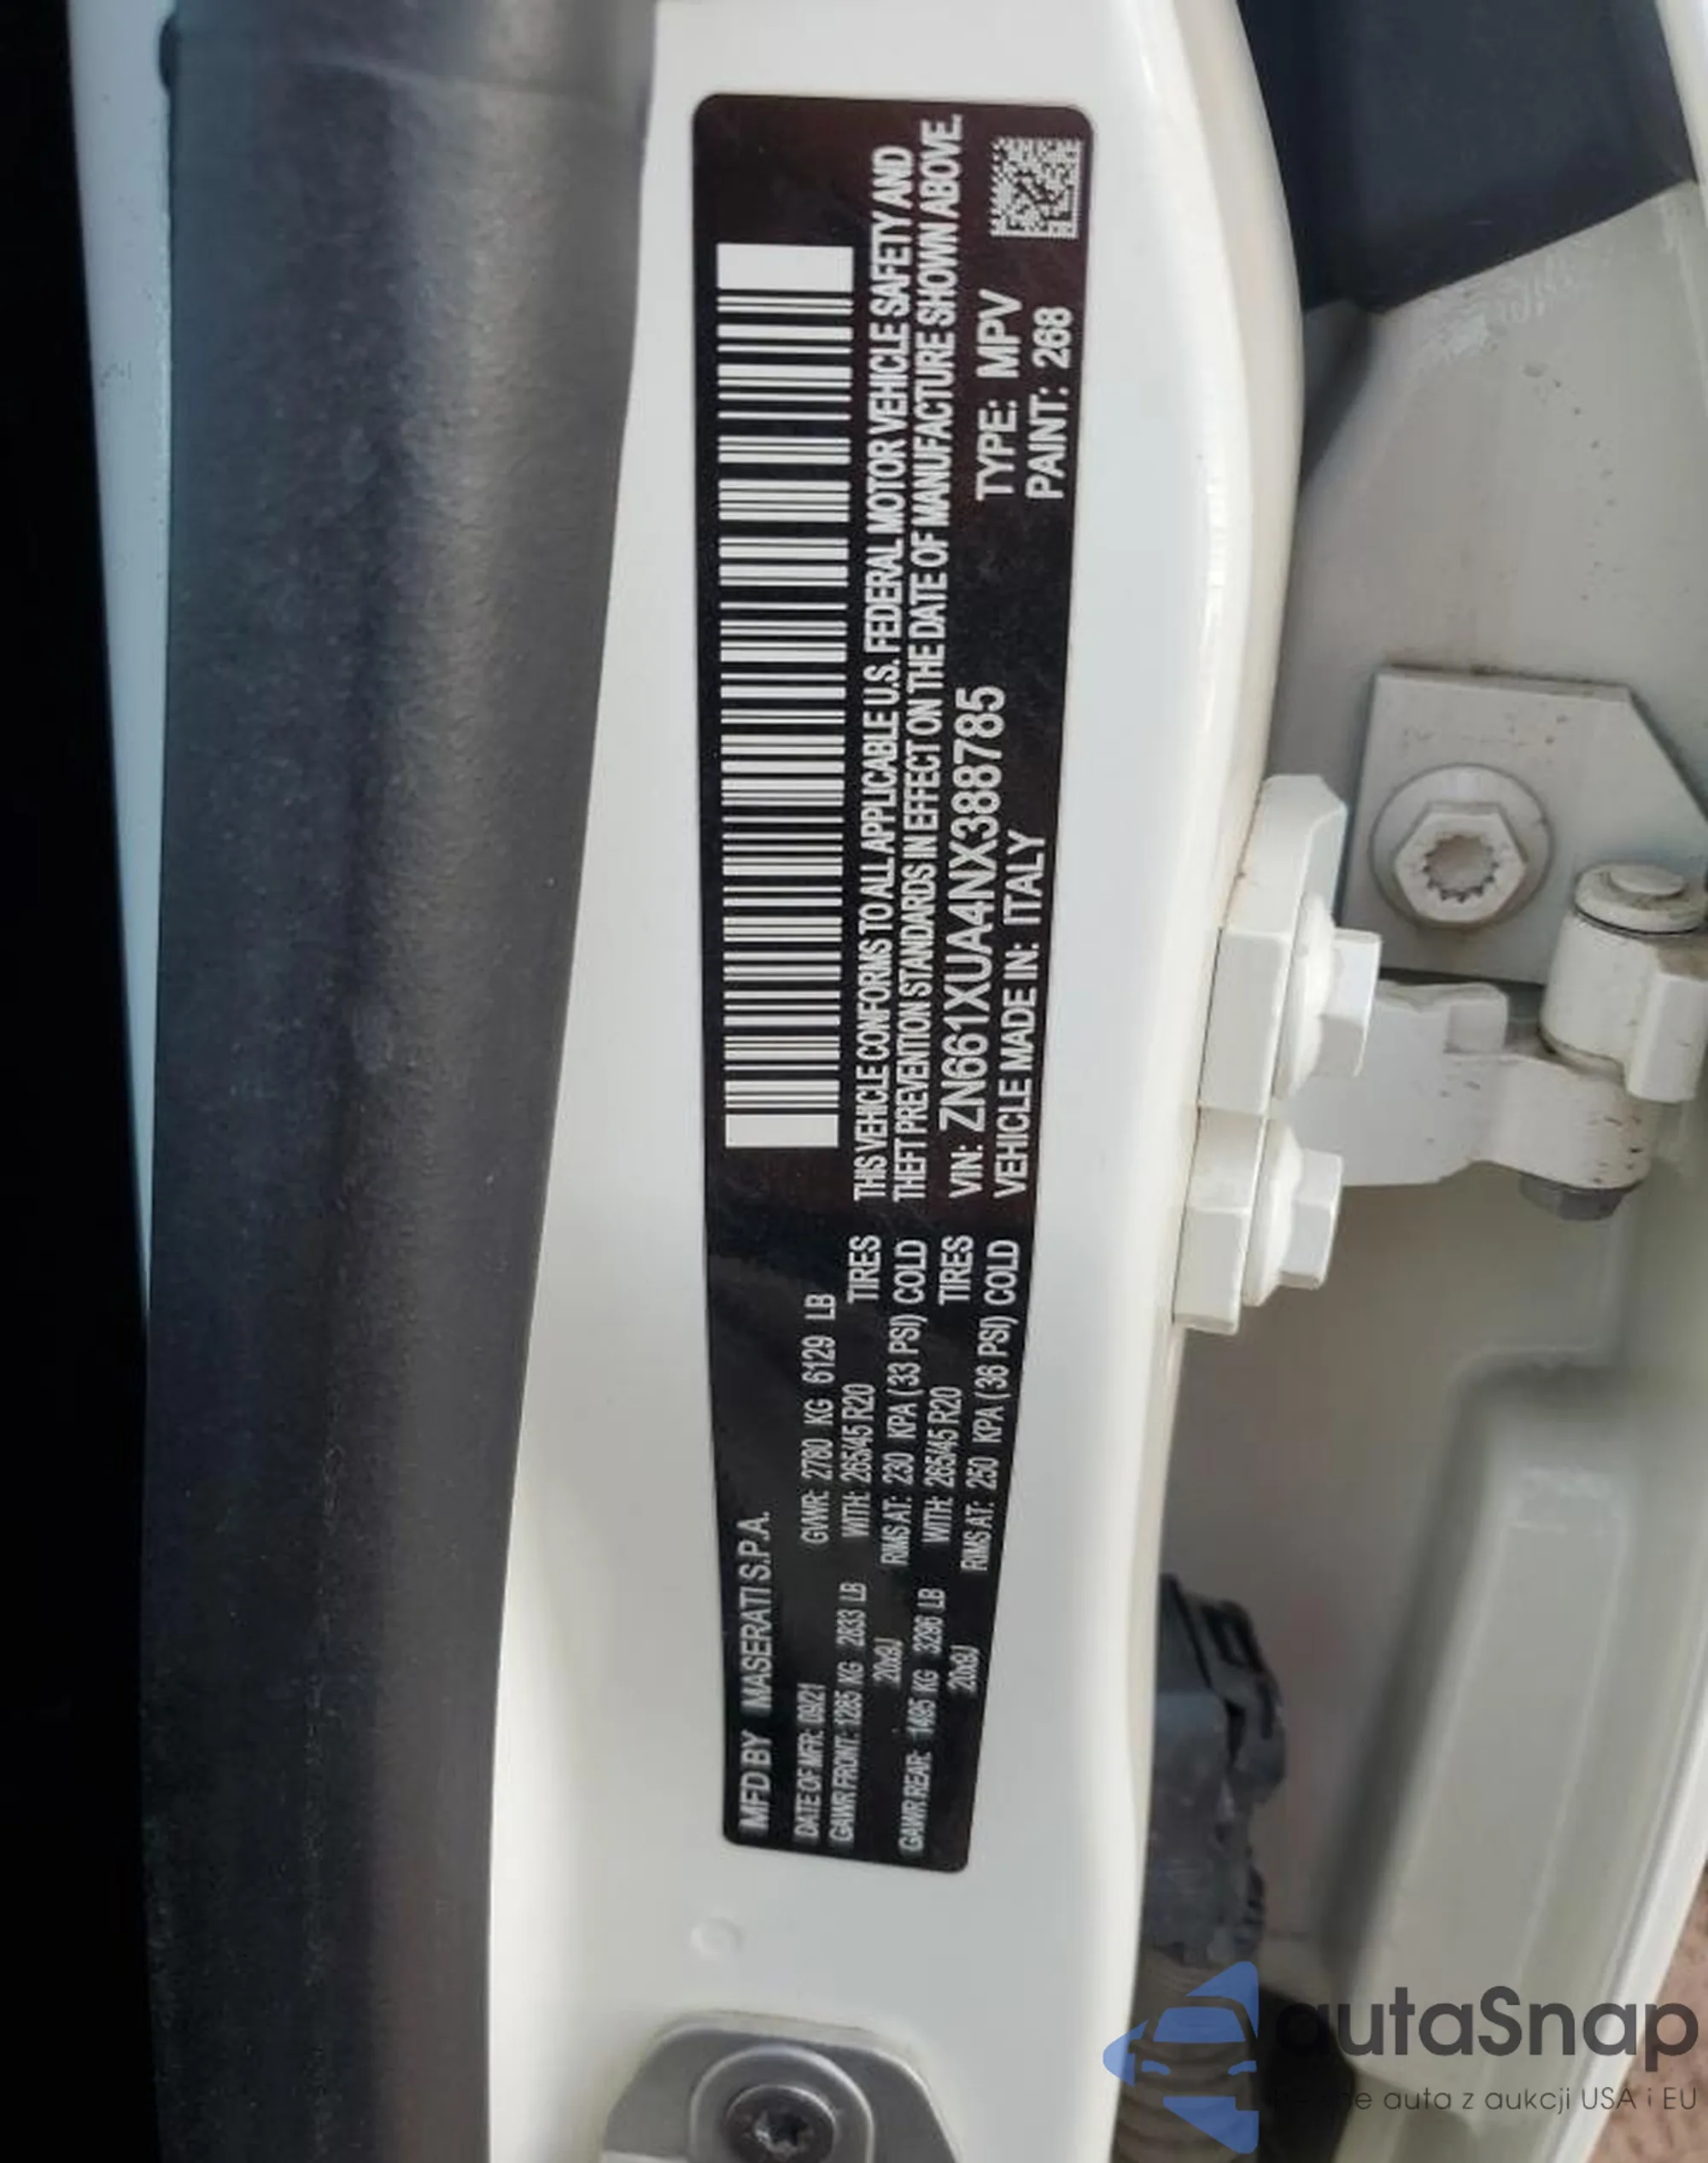 MFD BY MASERATI S.P.A.
DATE OF MFR: 09/21 GVWR: 2780 KG 6129 LB
GAWR FRONT: 1285 KG 2833 LB WITH: 265/45 R20 TIRES
20x9J RIMS AT: 230 KPA (33 PSI) COLD
GAWR REAR: 1495 KG 3296 LB WITH: 265/45 R20 TIRES
20x9J RIMS AT: 250 KPA (36 PSI) COLD
THIS VEHICLE CONFORMS TO ALL APPLICABLE U.S. FEDERAL MOTOR VEHICLE SAFETY AND
THEFT PREVENTION STANDARDS IN EFFECT ON THE DATE OF MANUFACTURE SHOWN ABOVE.
VIN: ZN661XUA4NX388785 TYPE: MPV
VEHICLE MADE IN: ITALY PAINT: 268
autaSnap
auta z aukcji USA i EU